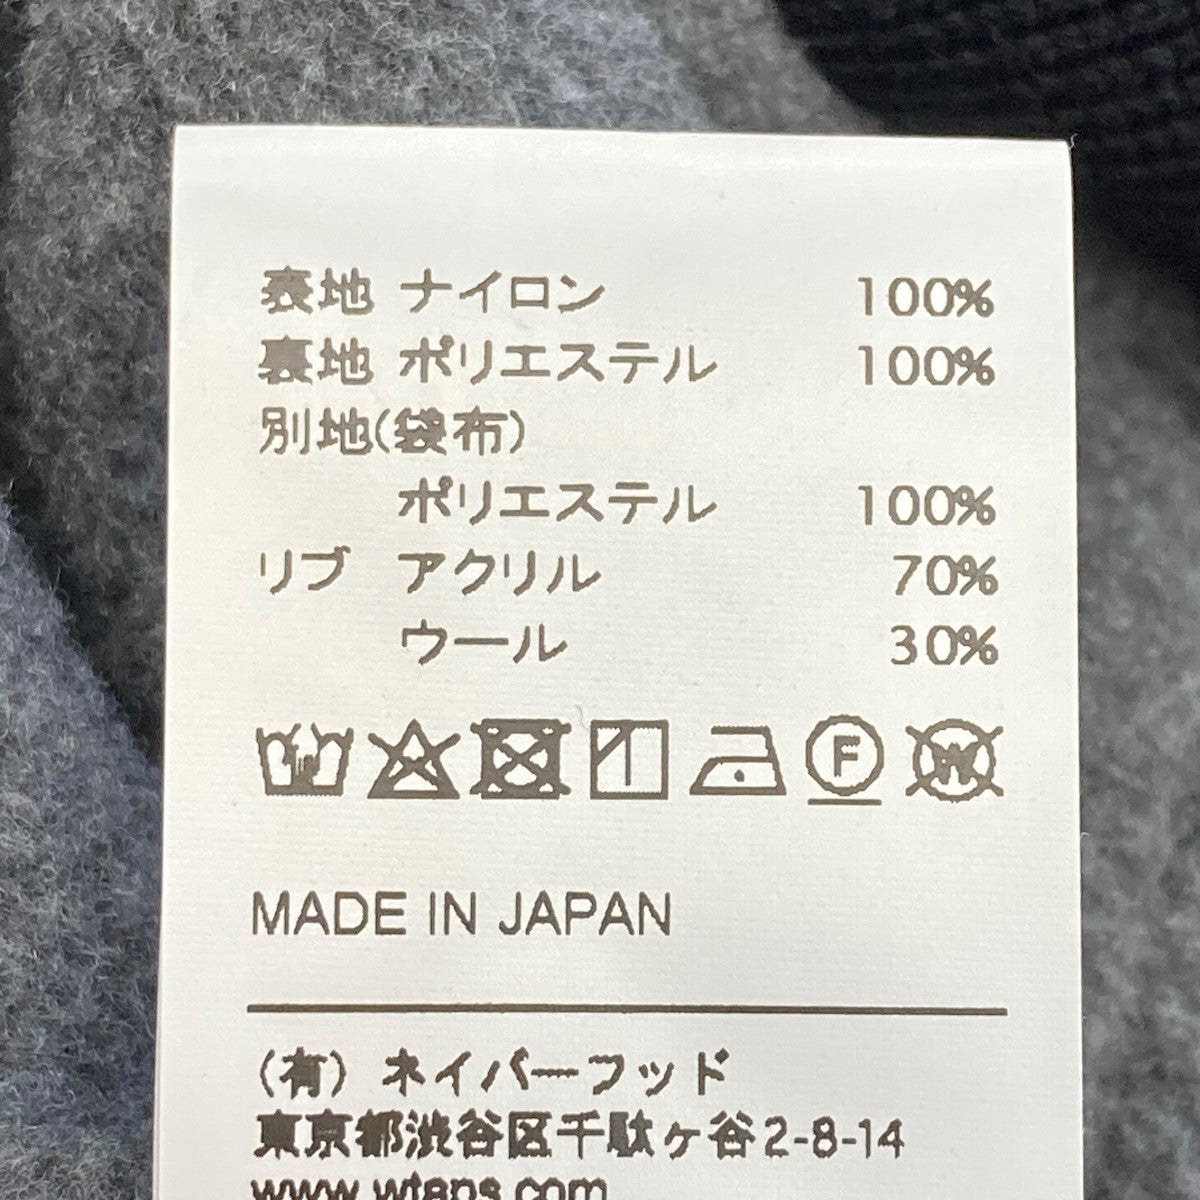 表地 ナイロン 100%
裏地 ポリエステル 100%
別地(袋布)
ポリエステル 100%
リブ アクリル 70%
ウール 30%
F
W
MADE IN JAPAN
(有) ネイバーフッド
東京都渋谷区千駄ヶ谷2-8-14
www.wtaps.com